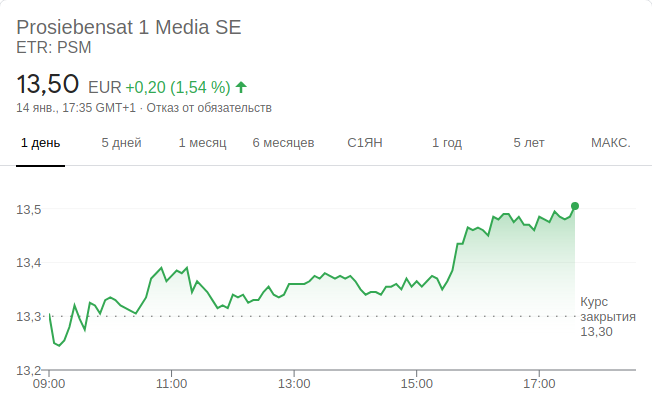 Prosiebensat 1 Media SE
ETR: PSM
13,50 EUR +0,20 (1,54 %)
14 янв., 17:35 GMT+1 · Отказ от обязательств
1 день 5 дней 1 месяц 6 месяцев С1ЯН 1 год 5 лет МАКС.
13,5
13,4
13,3
Курс
закрытия
13,30
13,2
09:00 11:00 13:00 15:00 17:00